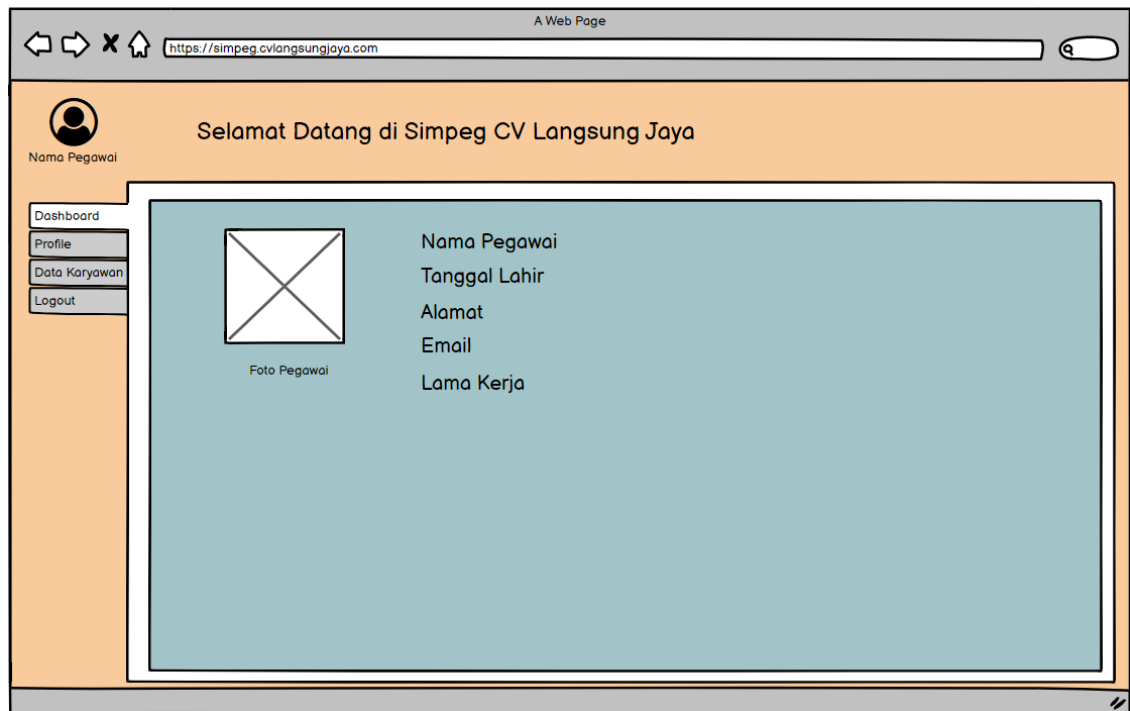 A Web Page
https://simpeg.cvlangsungjaya.com
Selamat Datang di Simpeg CV Langsung Jaya
Nama Pegawai
Dashboard
Profile
Data Karyawan
Logout
Foto Pegawai
Nama Pegawai
Tanggal Lahir
Alamat
Email
Lama Kerja